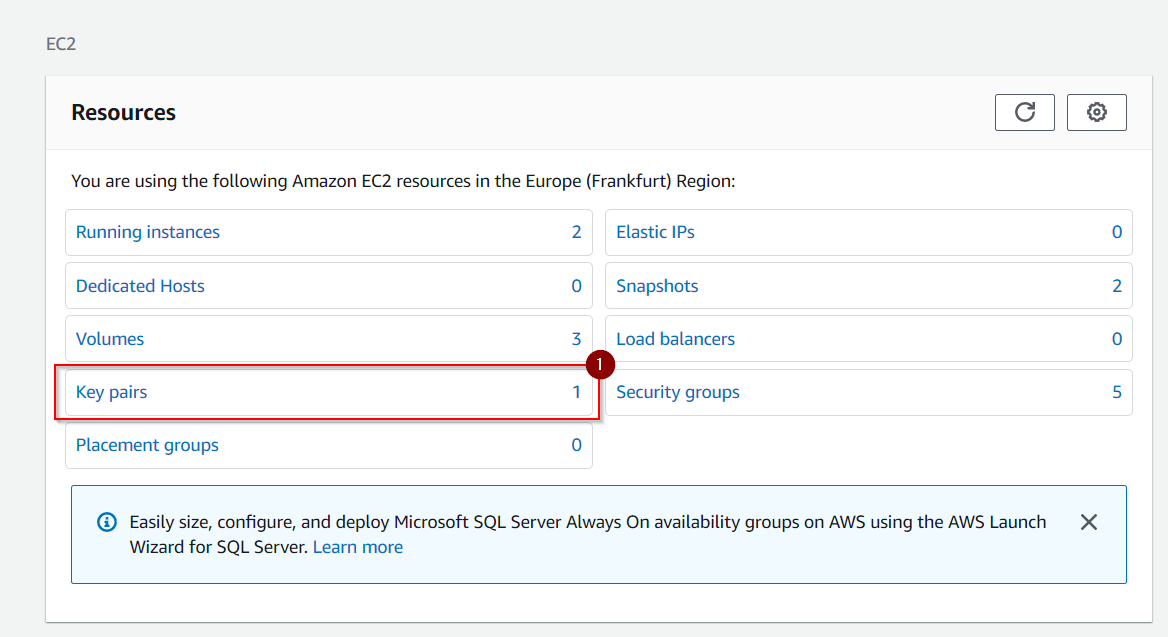 EC2
Resources
You are using the following Amazon EC2 resources in the Europe (Frankfurt) Region:
Running instances 2
Elastic IPs 0
Dedicated Hosts 0
Snapshots 2
Volumes 3
Load balancers 0
1
Key pairs 1
Security groups 5
Placement groups 0
Easily size, configure, and deploy Microsoft SQL Server Always On availability groups on AWS using the AWS Launch
Wizard for SQL Server. Learn more